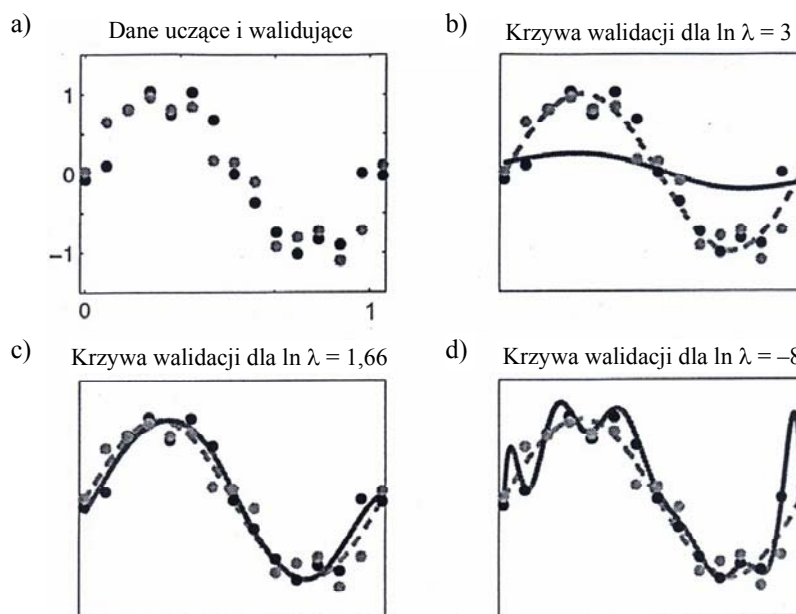 a) Dane uczące i walidujące
1
0
−1
0 1
b) Krzywa walidacji dla ln λ = 3
c) Krzywa walidacji dla ln λ = 1,66
d) Krzywa walidacji dla ln λ = −8